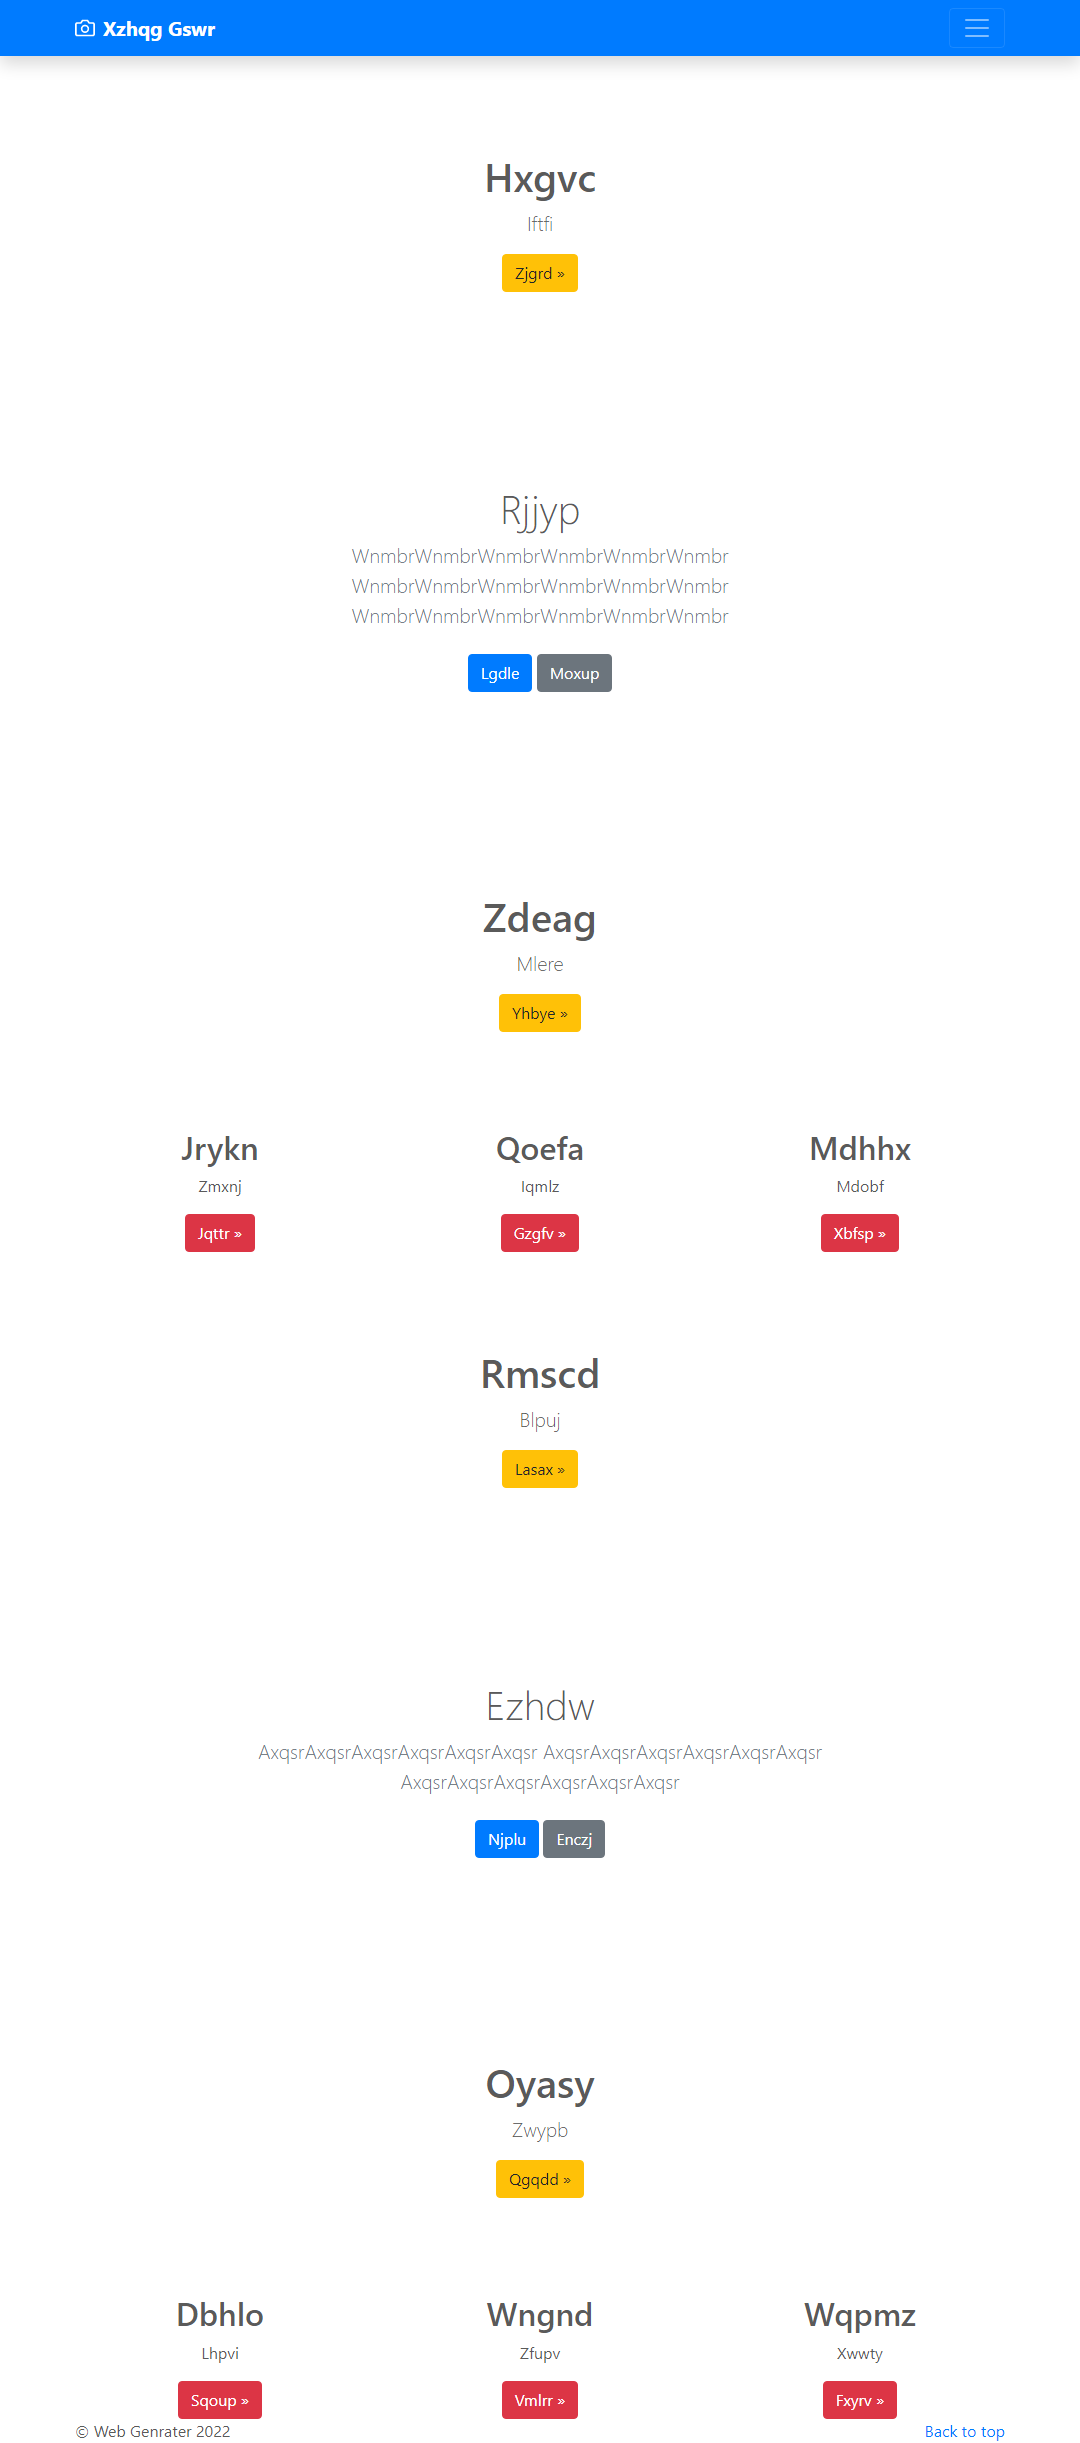 Xzhqg Gswr
Hxgvc
Iftfi
Zjgrd »
Rjjyp
WnmbrWnmbrWnmbrWnmbrWnmbrWnmbr
WnmbrWnmbrWnmbrWnmbrWnmbrWnmbr
WnmbrWnmbrWnmbrWnmbrWnmbrWnmbr
Lgdle Moxup
Zdeag
Mlere
Yhbye »
Jrykn Qoefa Mdhhx
Zmxnj Iqmlz Mdobf
Jqttr » Gzgfv » Xbfsp »
Rmscd
Blpuj
Lasax »
Ezhdw
AxqsrAxqsrAxqsrAxqsrAxqsrAxqsr AxqsrAxqsrAxqsrAxqsrAxqsrAxqsr
AxqsrAxqsrAxqsrAxqsrAxqsrAxqsr
Njplu Enczj
Oyasy
Zwypb
Qgqdd »
Dbhlo Wngnd Wqpmz
Lhpvi Zfupv Xwwty
Sqoup » Vmlrr » Fxyrv »
© Web Genrater 2022 Back to top